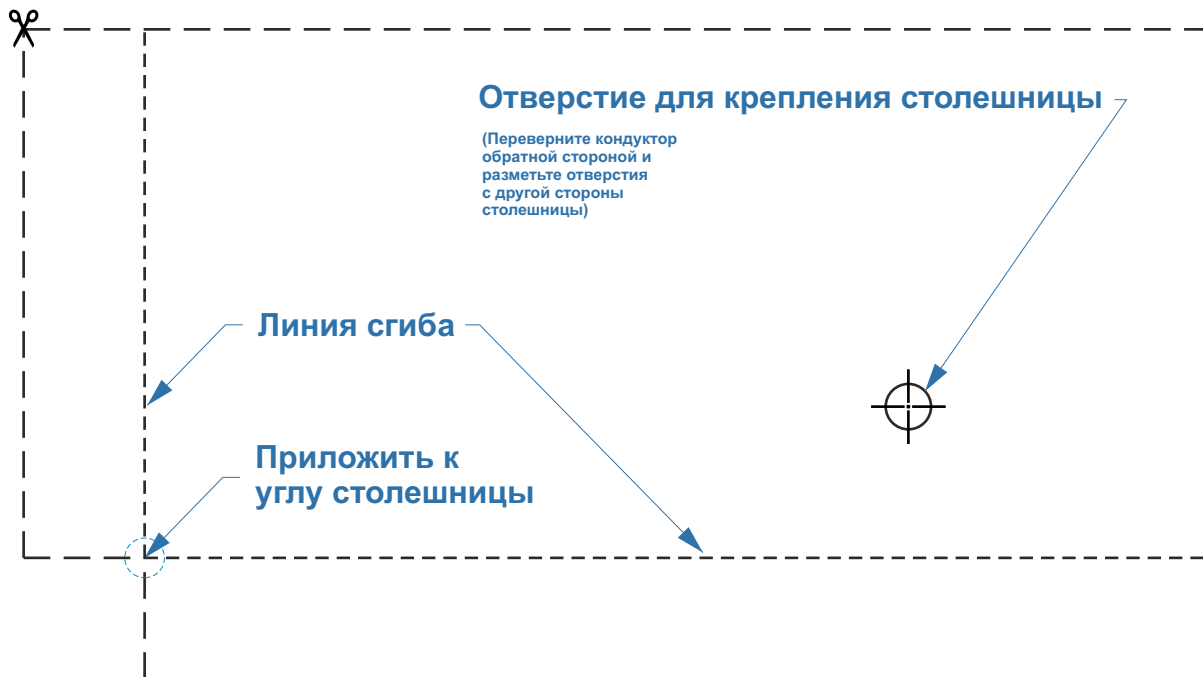 Отверстие для крепления столешницы
(Переверните кондуктор
обратной стороной и
разметьте отверстия
с другой стороны
столешницы)
Линия сгиба
Приложить к
углу столешницы